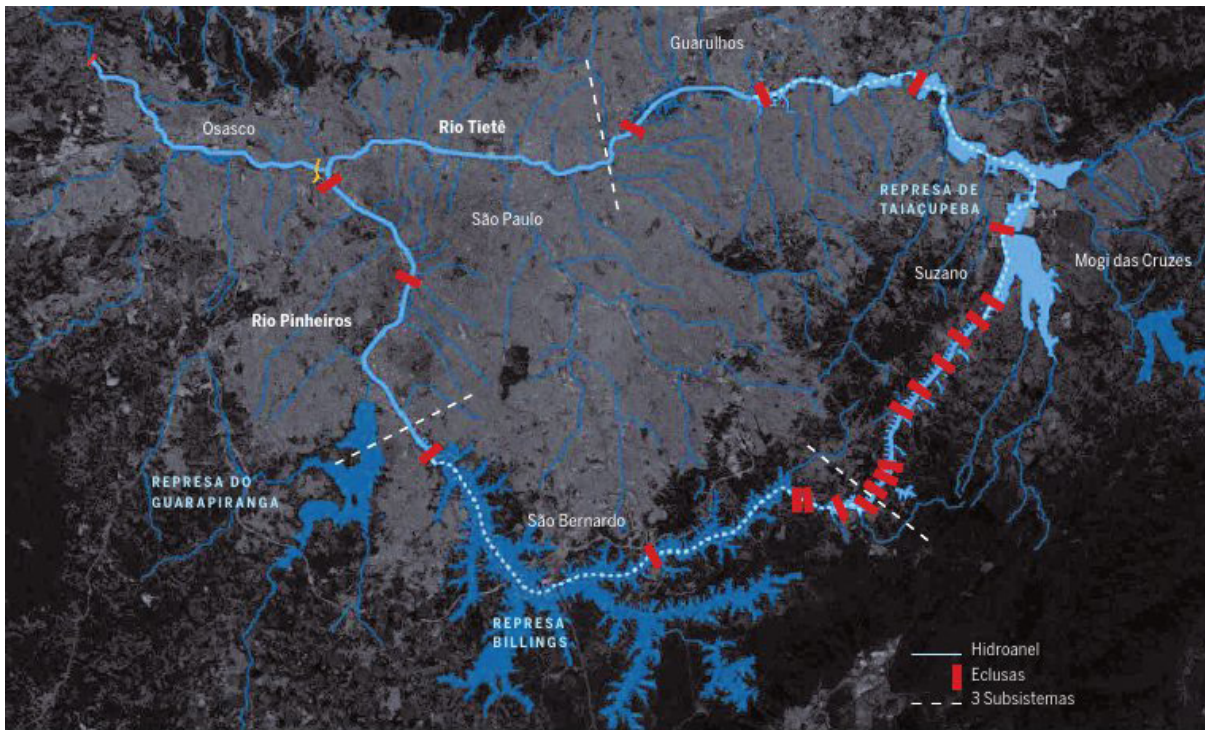 Guarulhos
Osasco
Rio Tietê
REPRESA DE
TAIAÇUPEBA
São Paulo
Suzano
Mogi das Cruzes
Rio Pinheiros
REPRESA DO
GUARAPIRANGA
São Bernardo
REPRESA
BILLINGS
Hidroanel
Eclusas
3 Subsistemas